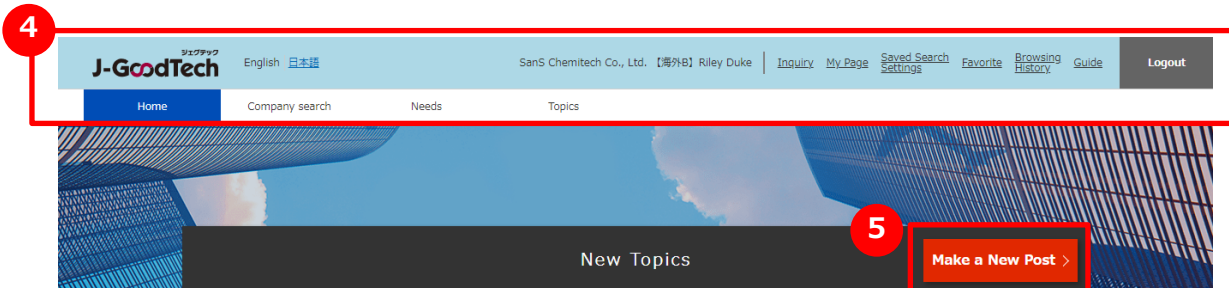 4
ジェグテック
J-GoodTech
English 日本語
SanS Chemitech Co., Ltd. 【海外B】 Riley Duke
Inquiry
My Page
Saved Search
Settings
Favorite
Browsing
History
Guide
Logout
Home
Company search
Needs
Topics
5
New Topics
Make a New Post